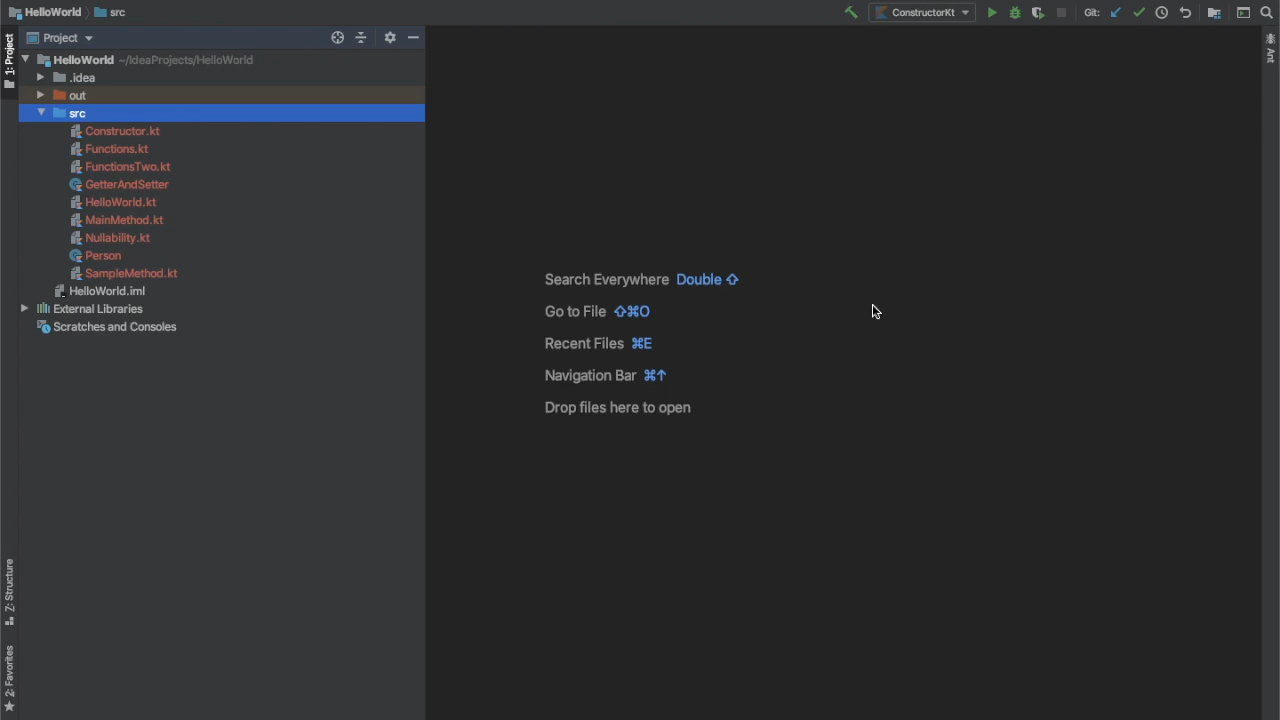 HelloWorld src
ConstructorKt Git:
1: Project
Project
HelloWorld ~/IdeaProjects/HelloWorld
.idea
out
src
Constructor.kt
Functions.kt
FunctionsTwo.kt
GetterAndSetter
HelloWorld.kt
MainMethod.kt
Nullability.kt
Person
SampleMethod.kt
HelloWorld.iml
External Libraries
Scratches and Consoles
Search Everywhere Double ⇧
Go to File ⇧⌘O
Recent Files ⌘E
Navigation Bar ⌘↑
Drop files here to open
Ant
Z: Structure
2: Favorites